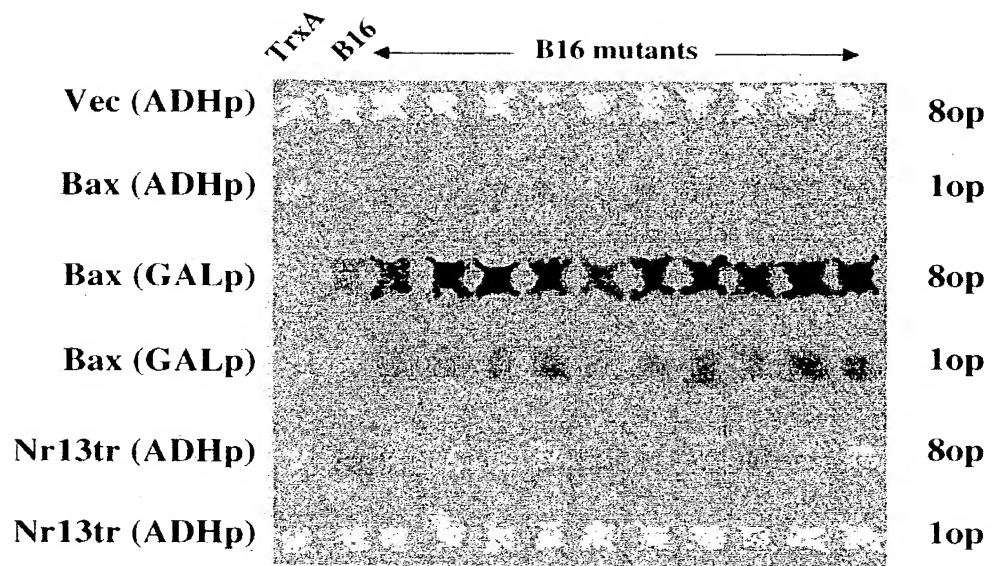 TrxA B16 B16 mutants
Vec (ADHp) 8op
Bax (ADHp) 1op
Bax (GALp) 8op
Bax (GALp) 1op
Nr13tr (ADHp) 8op
Nr13tr (ADHp) 1op